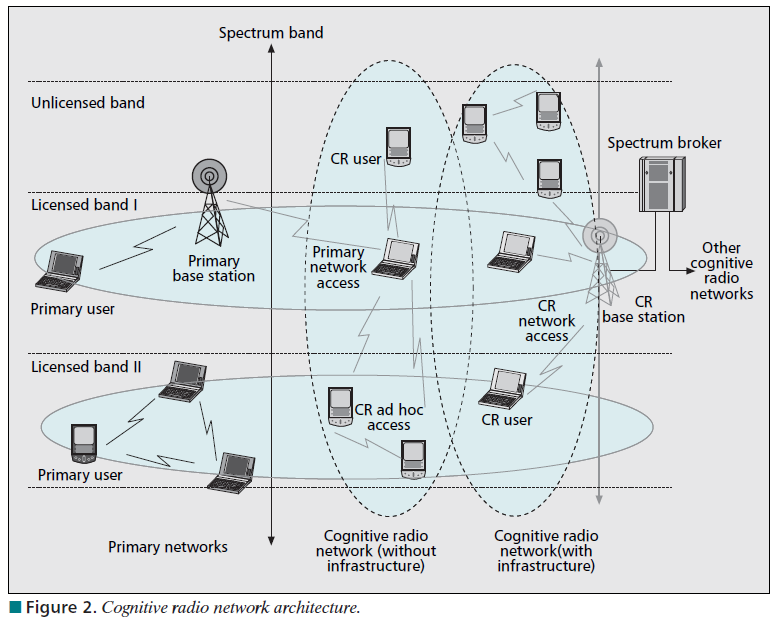 Spectrum band
Unlicensed band
Spectrum broker
CR user
Licensed band I
Primary
base station
Primary
network
access
Other
cognitive
radio
networks
Primary user
CR
network
access
CR
base station
Licensed band II
CR ad hoc
access
CR user
Primary user
Primary networks
Cognitive radio
network (without
infrastructure)
Cognitive radio
network(with
infrastructure)
Figure 2. Cognitive radio network architecture.